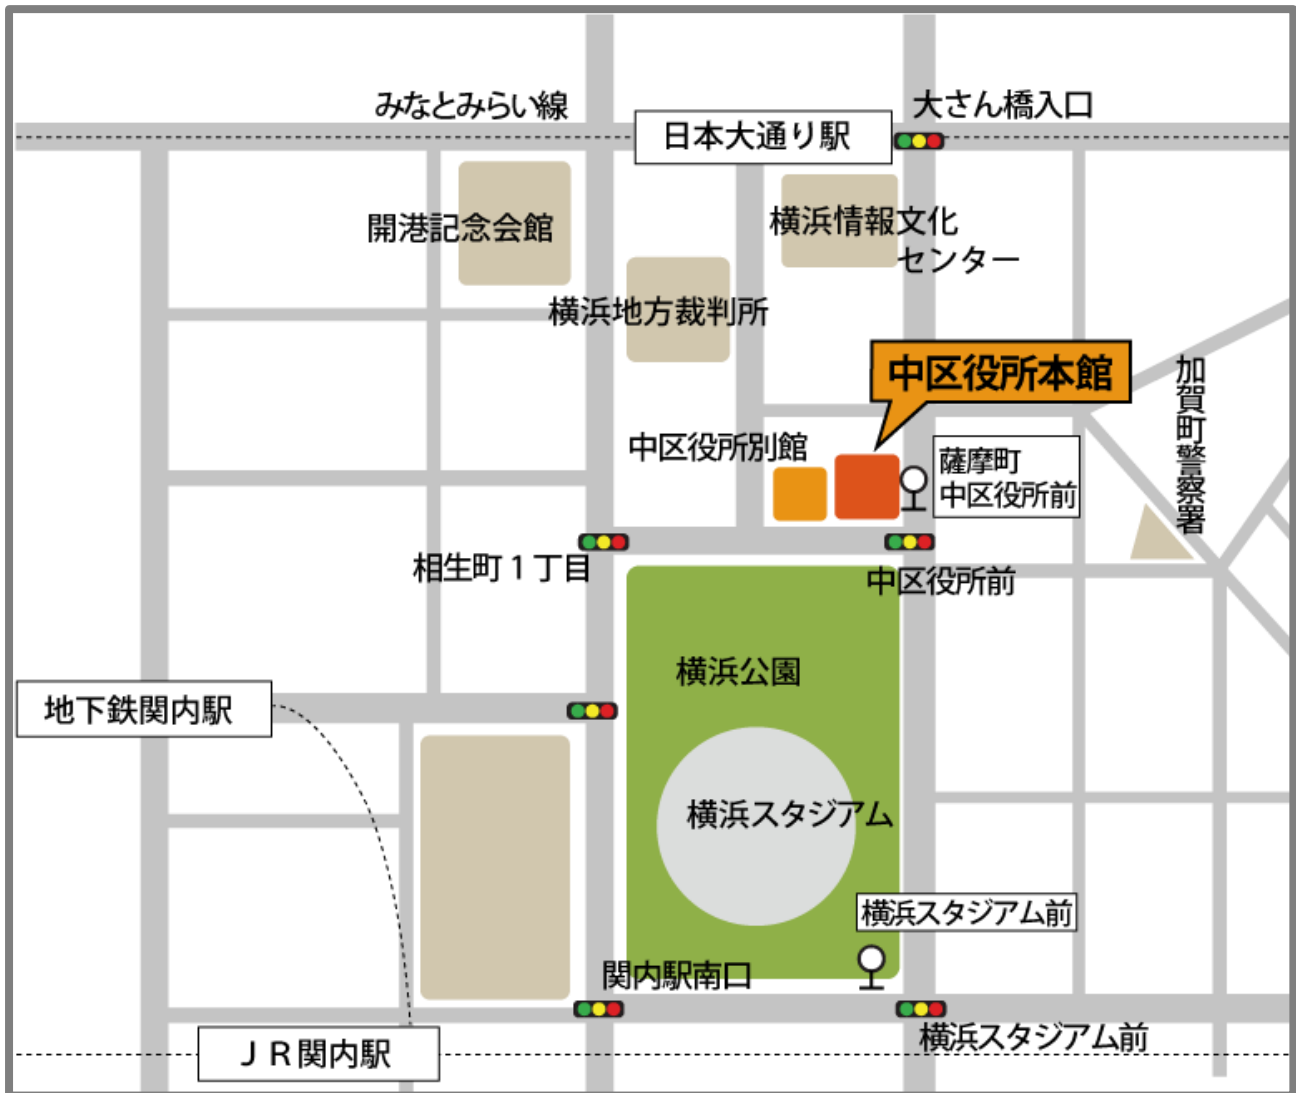 みなとみらい線
大さん橋入口
日本大通り駅
開港記念会館
横浜情報文化
センター
横浜地方裁判所
中区役所本館
加賀町警察署
中区役所別館
薩摩町
中区役所前
相生町1丁目
中区役所前
横浜公園
地下鉄関内駅
横浜スタジアム
横浜スタジアム前
関内駅南口
横浜スタジアム前
JR関内駅